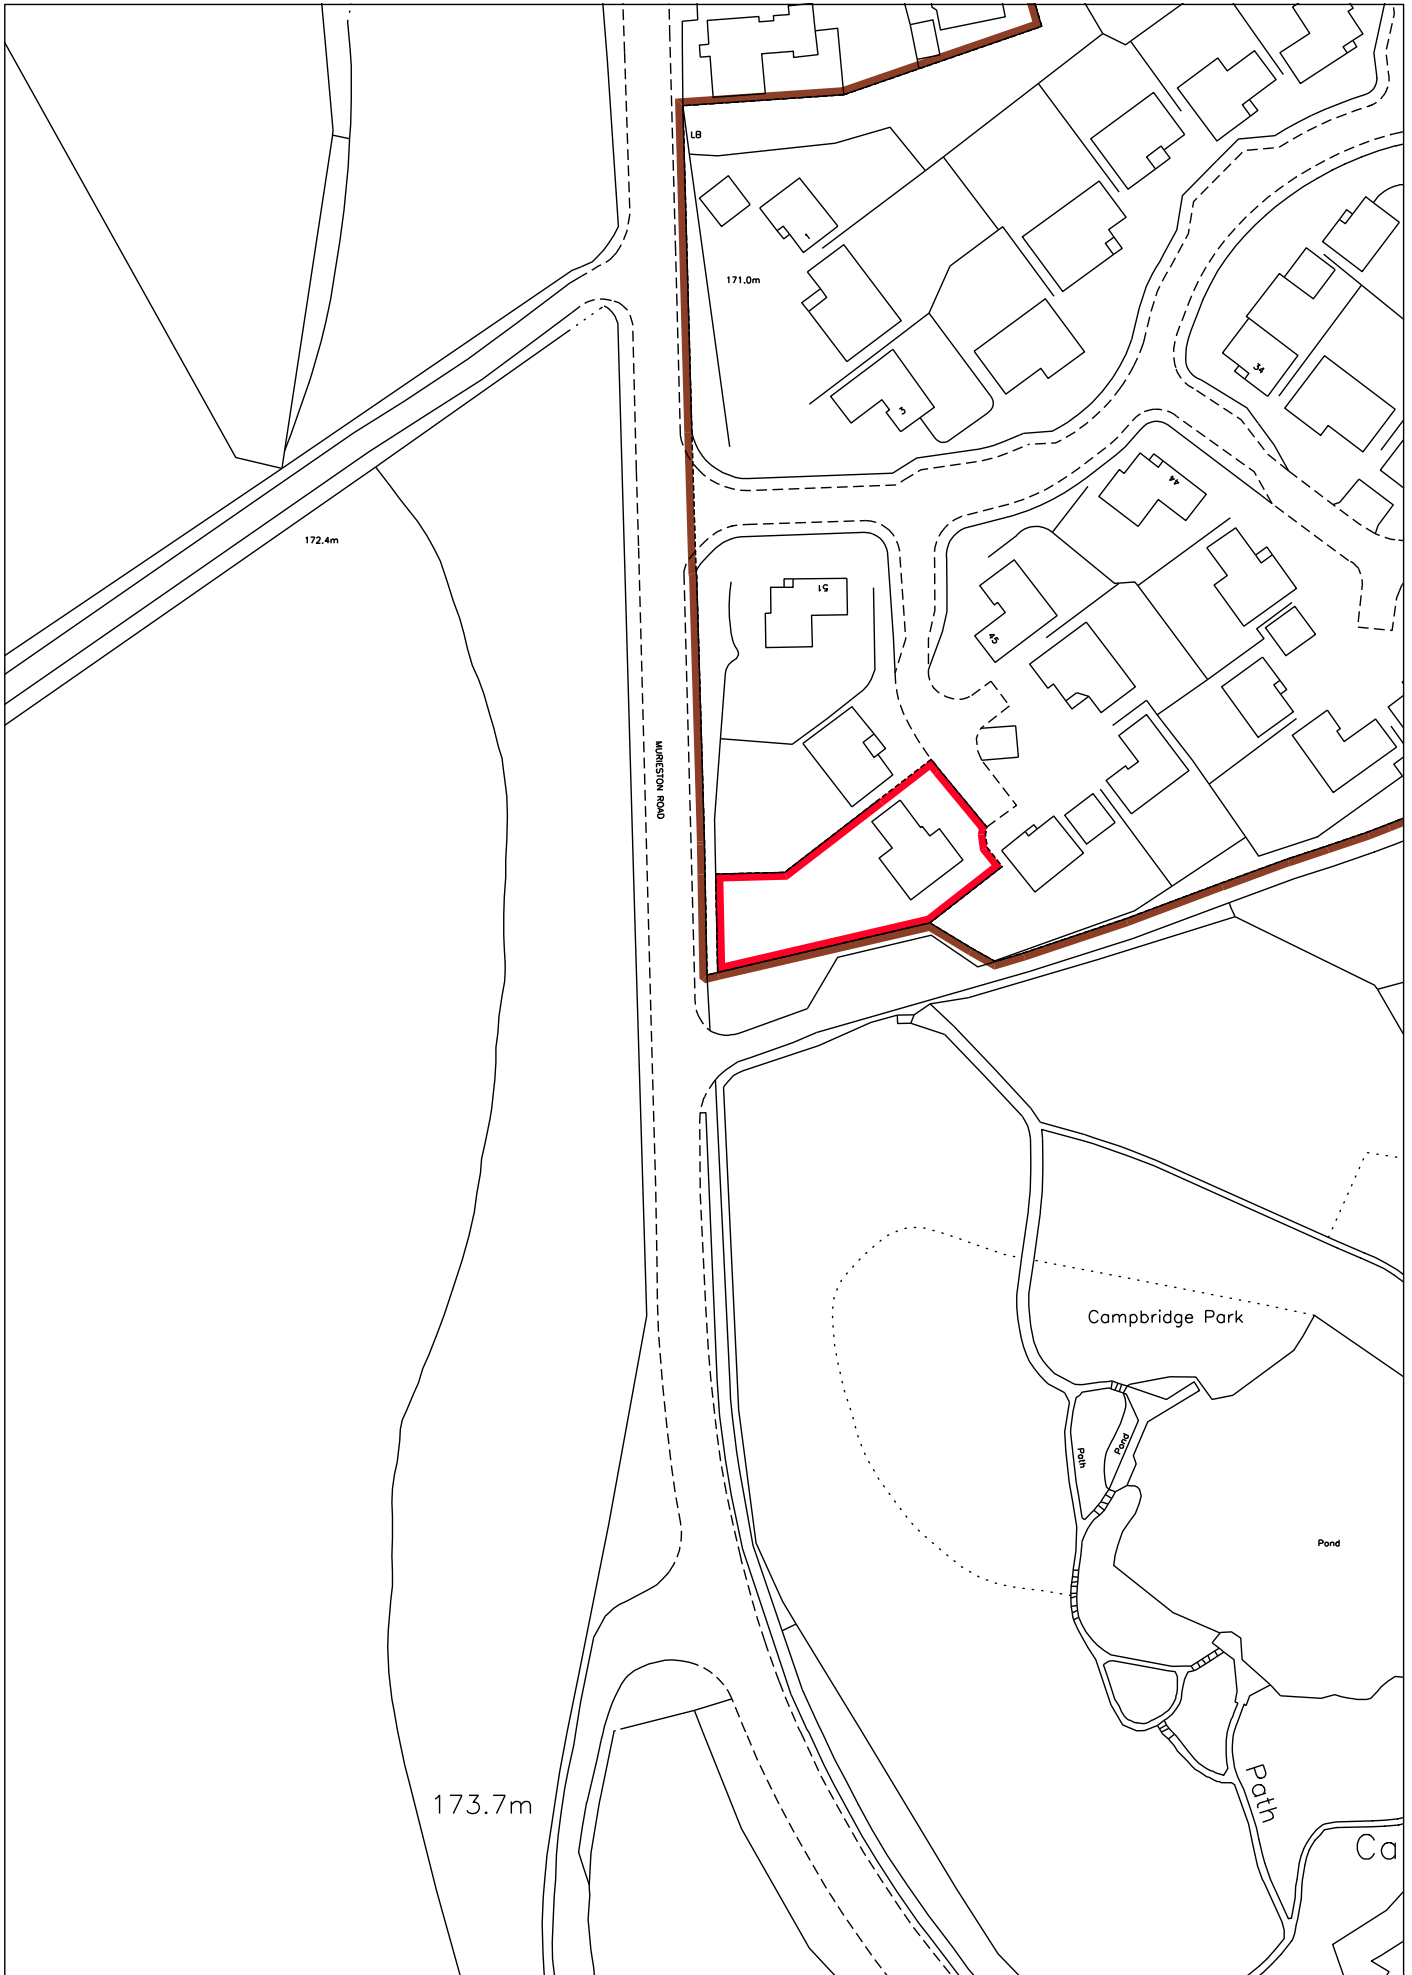 LB
1
171.0m
34
3
44
172.4m
51
45
MURIESTON ROAD
Campbridge Park
Path
Pond
Pond
Path
173.7m
Ca